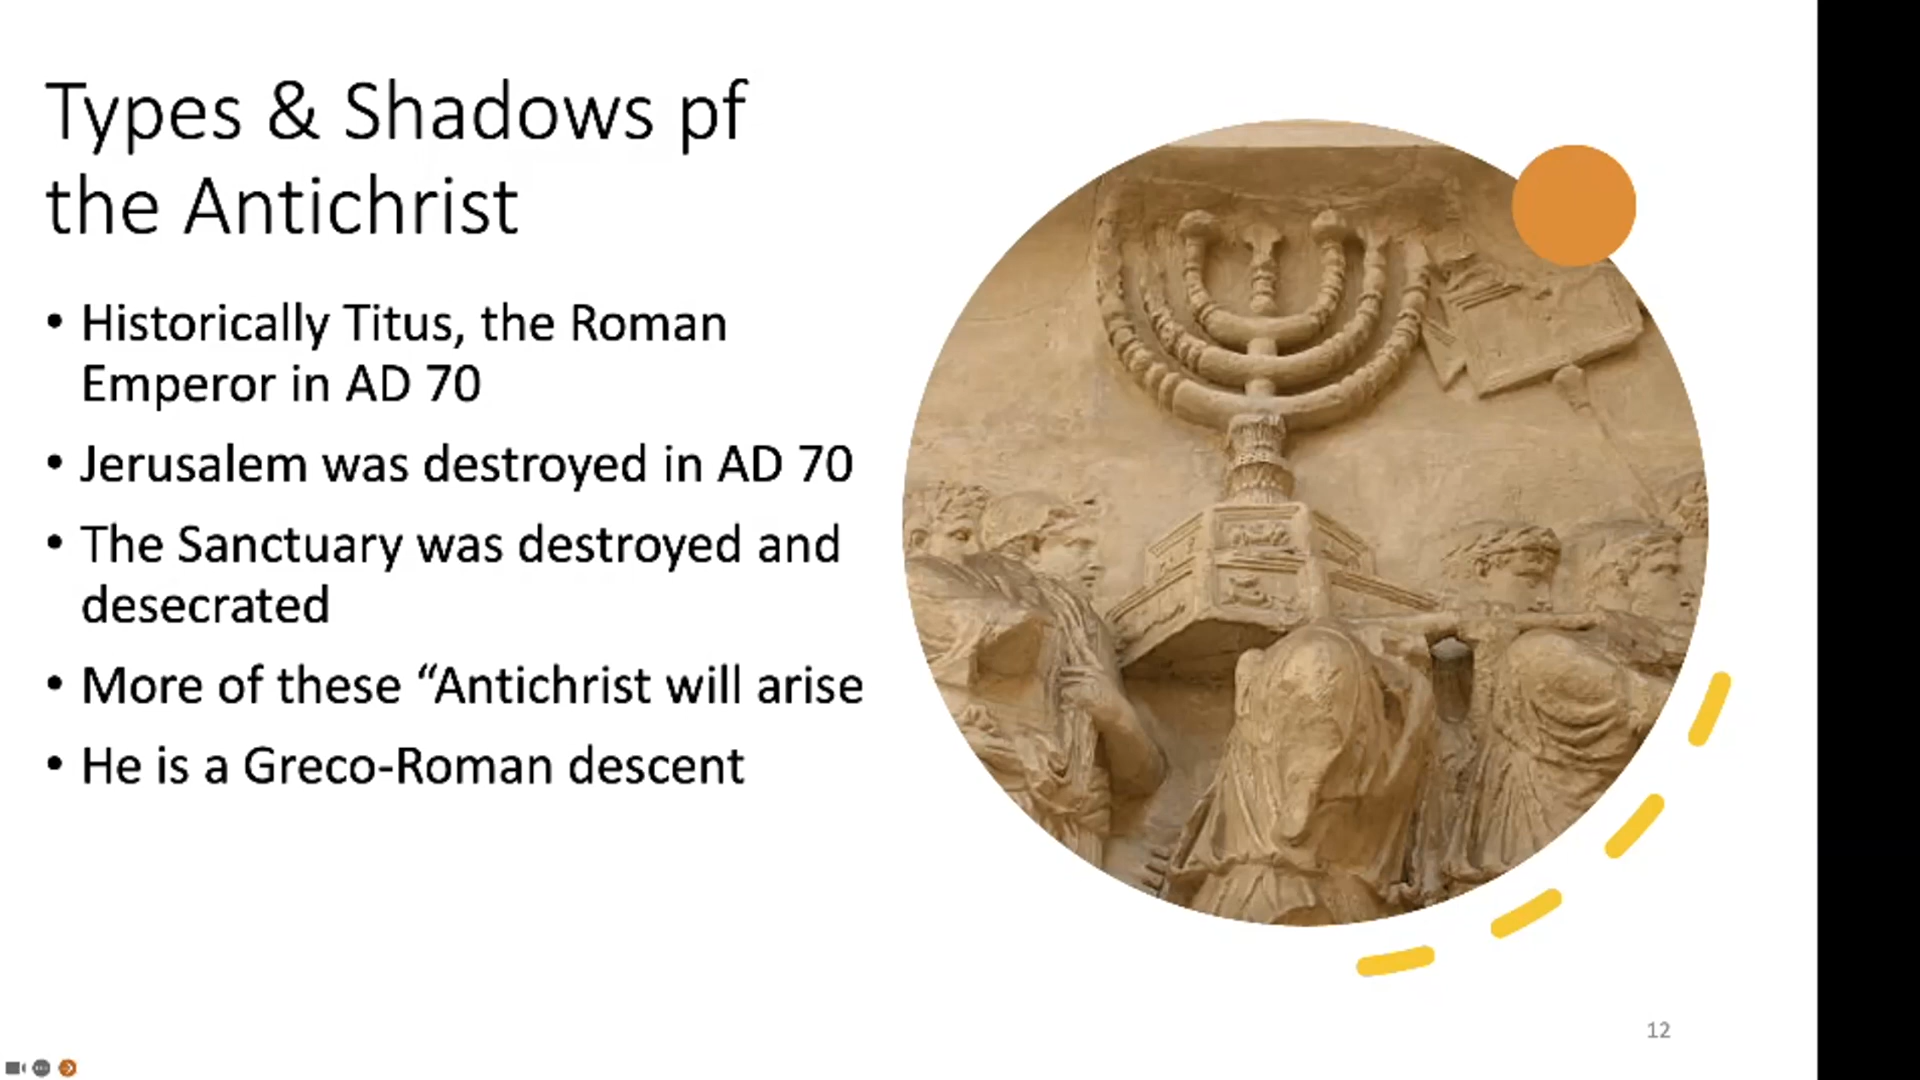 Types & Shadows pf
the Antichrist
• Historically Titus, the Roman
Emperor in AD 70
• Jerusalem was destroyed in AD 70
• The Sanctuary was destroyed and
desecrated
• More of these “Antichrist will arise
• He is a Greco-Roman descent
12